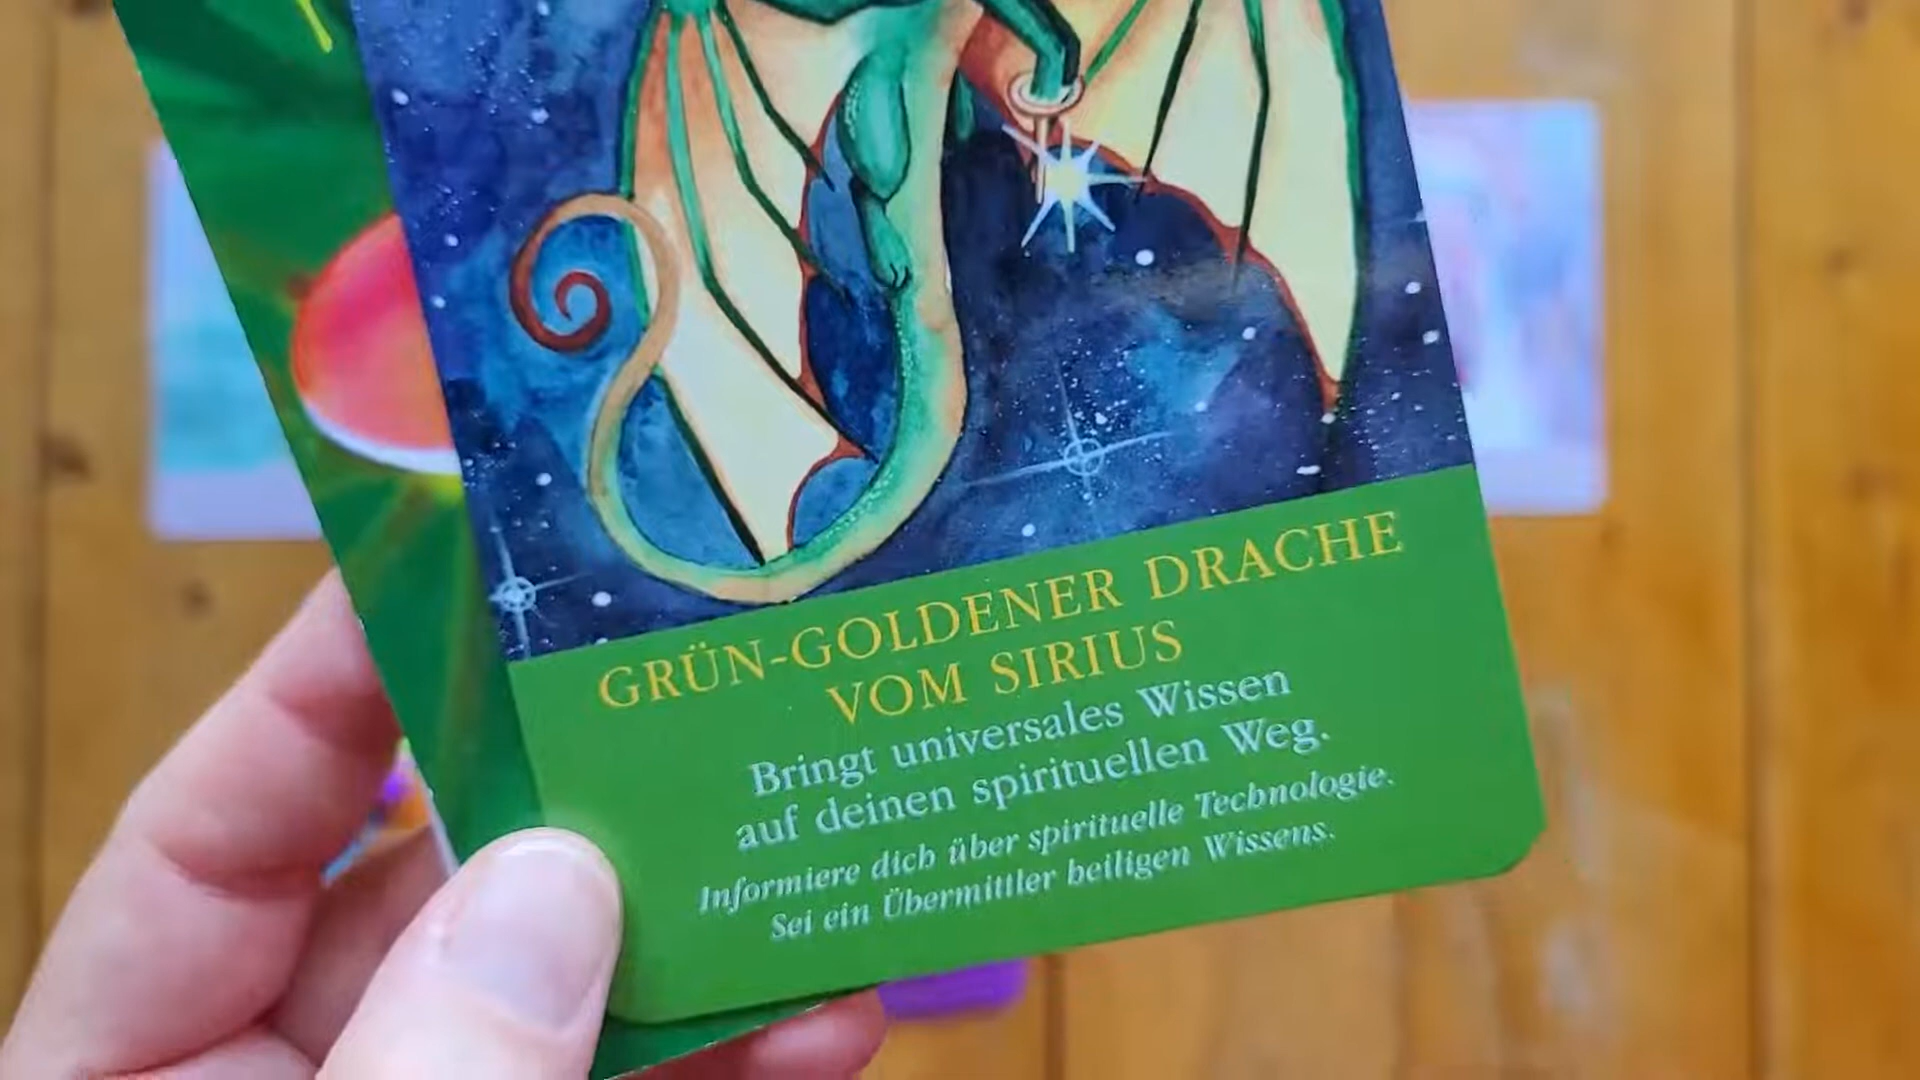 GRÜN-GOLDENER DRACHE
VOM SIRIUS
Bringt universales Wissen
auf deinen spirituellen Weg.
Informiere dich über spirituelle Technologie.
Sei ein Übermittler heiligen Wissens.